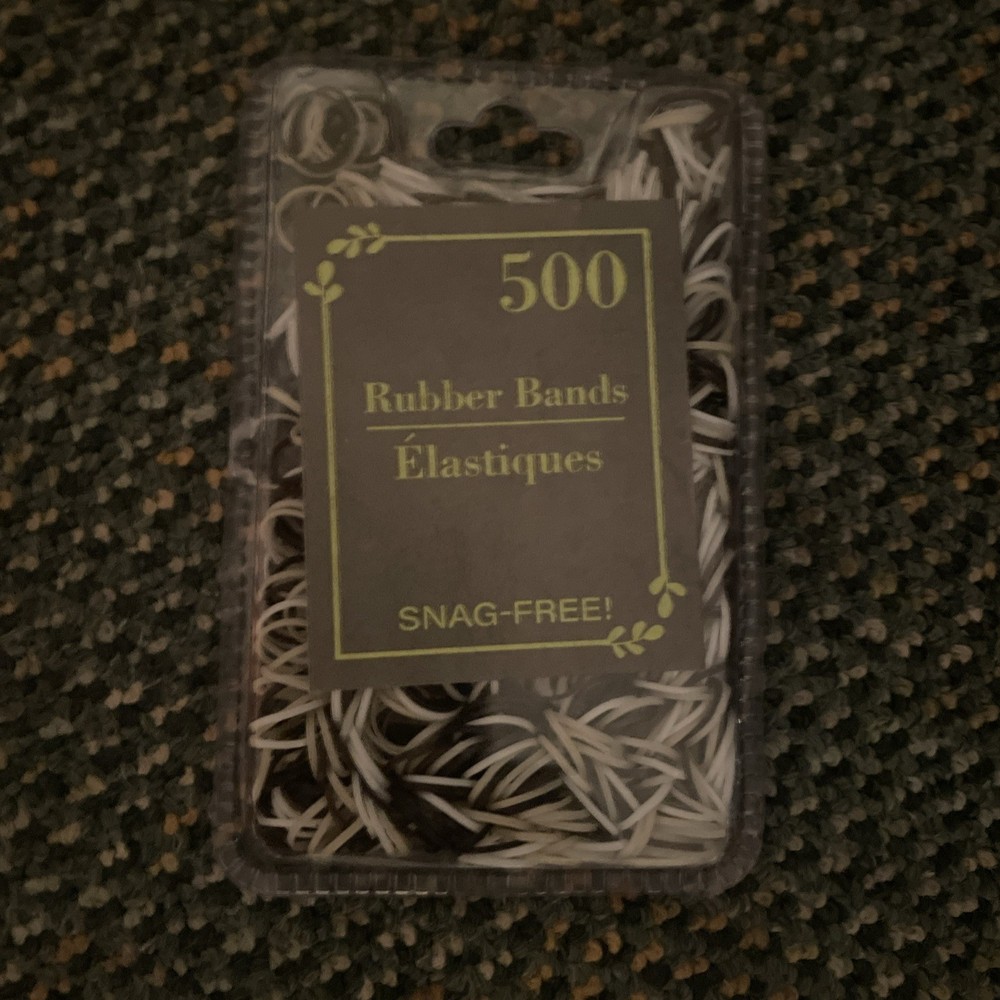 500
Rubber Bands
Élastiques
SNAG-FREE!